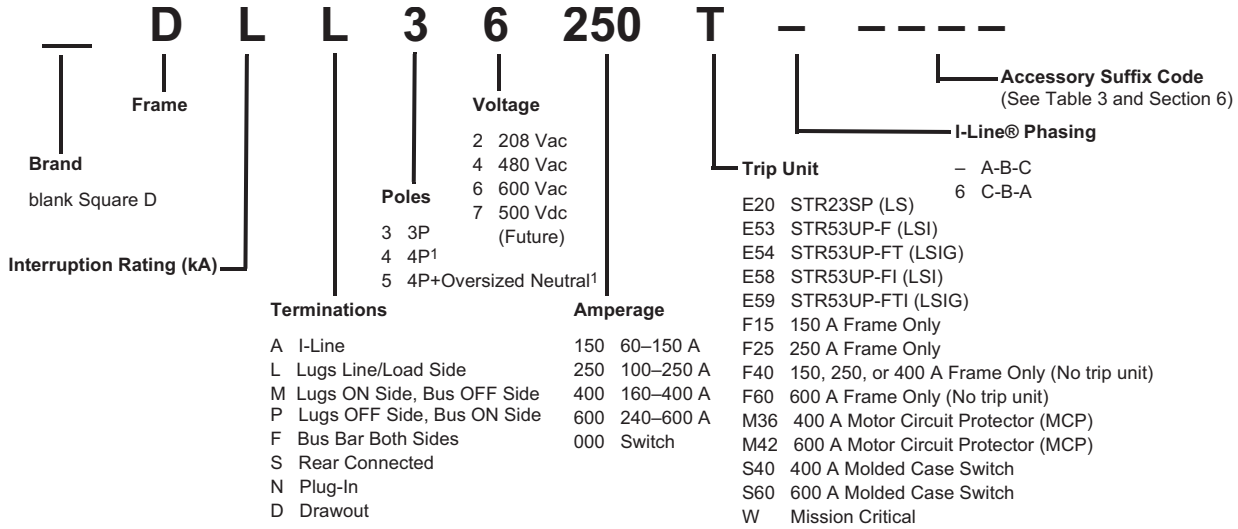 __ D L L 3 6 250 T – – – – –
Frame
Brand
blank Square D
Interruption Rating (kA)
Terminations
A I-Line
L Lugs Line/Load Side
M Lugs ON Side, Bus OFF Side
P Lugs OFF Side, Bus ON Side
F Bus Bar Both Sides
S Rear Connected
N Plug-In
D Drawout
Poles
3 3P
4 4P1
5 4P+Oversized Neutral1
Voltage
2 208 Vac
4 480 Vac
6 600 Vac
7 500 Vdc
(Future)
Amperage
150 60–150 A
250 100–250 A
400 160–400 A
600 240–600 A
000 Switch
Trip Unit
E20 STR23SP (LS)
E53 STR53UP-F (LSI)
E54 STR53UP-FT (LSIG)
E58 STR53UP-FI (LSI)
E59 STR53UP-FTI (LSIG)
F15 150 A Frame Only
F25 250 A Frame Only
F40 150, 250, or 400 A Frame Only (No trip unit)
F60 600 A Frame Only (No trip unit)
M36 400 A Motor Circuit Protector (MCP)
M42 600 A Motor Circuit Protector (MCP)
S40 400 A Molded Case Switch
S60 600 A Molded Case Switch
W Mission Critical
I-Line® Phasing
– A-B-C
6 C-B-A
Accessory Suffix Code
(See Table 3 and Section 6)